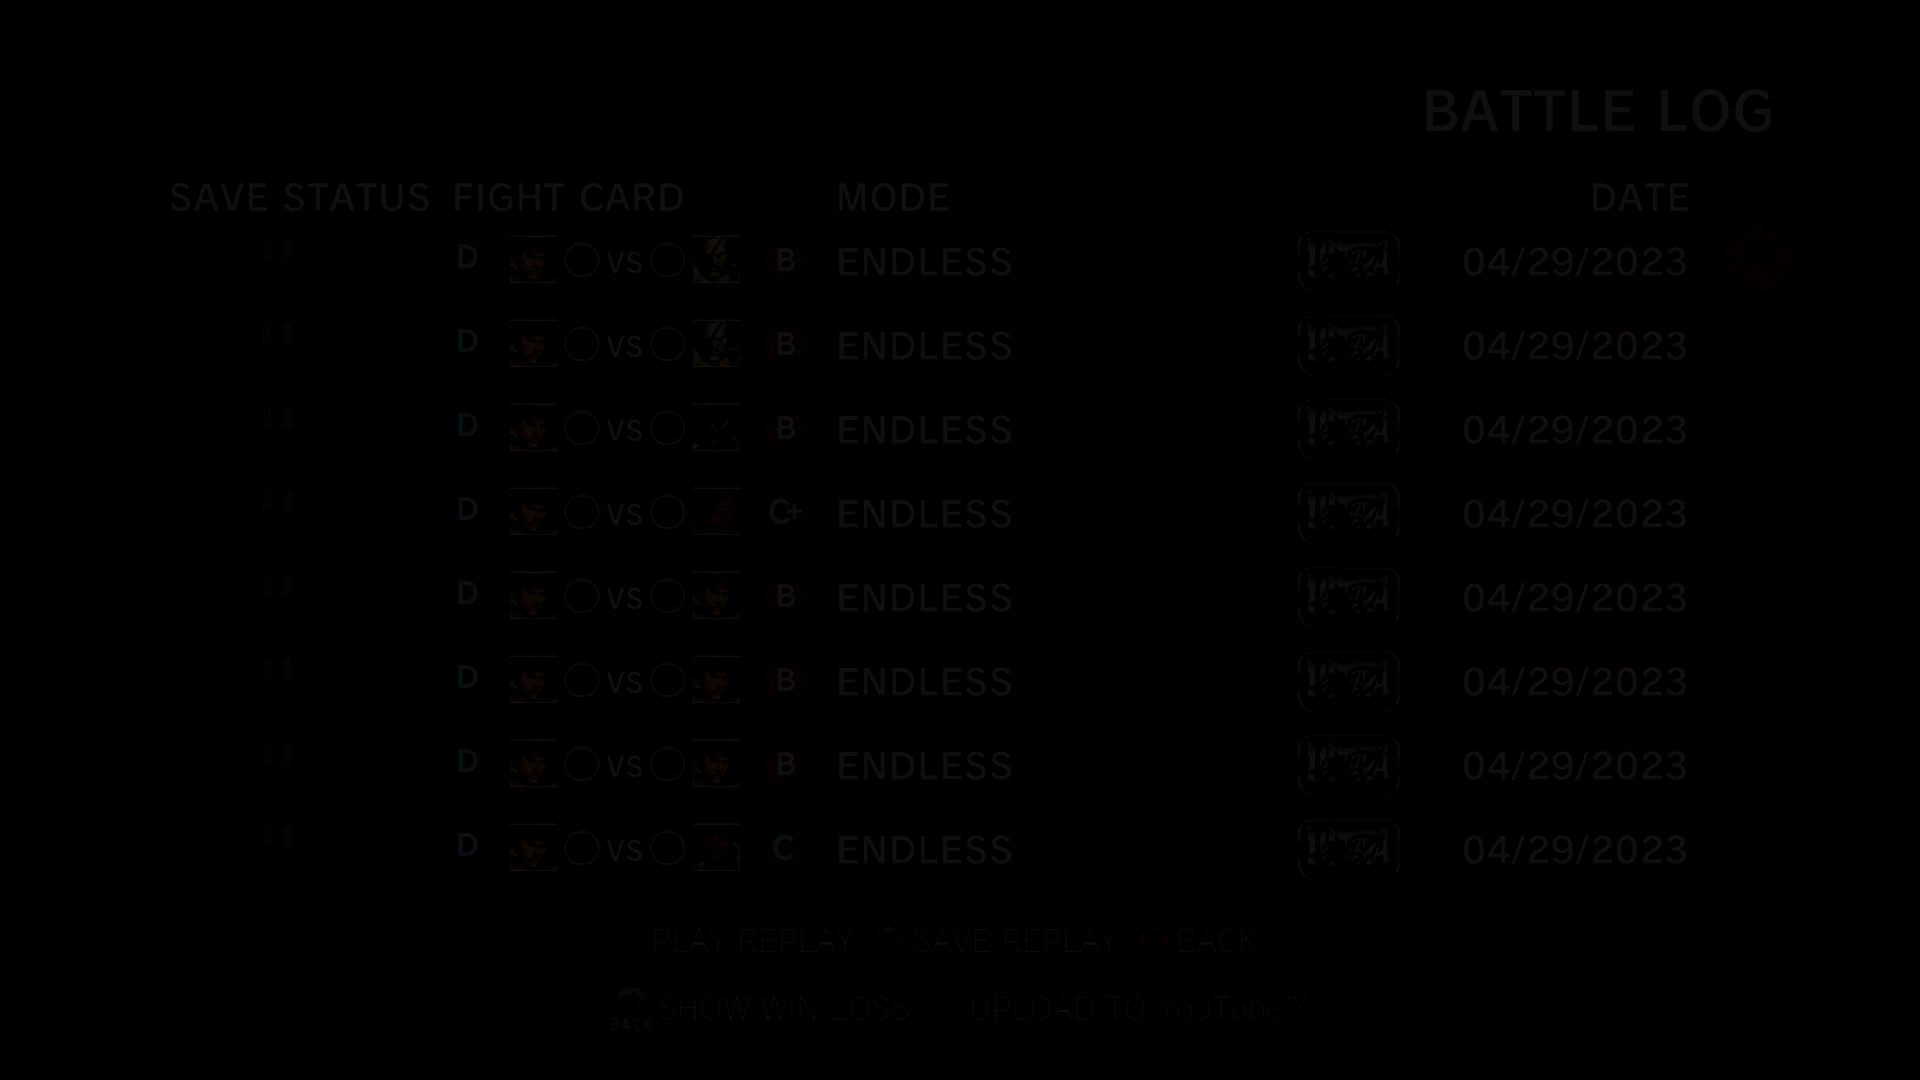 BATTLE LOG
SAVE STATUS FIGHT CARD MODE DATE
D VS B ENDLESS 04/29/2023
D VS B ENDLESS 04/29/2023
D VS B ENDLESS 04/29/2023
D VS C+ ENDLESS 04/29/2023
D VS B ENDLESS 04/29/2023
D VS B ENDLESS 04/29/2023
D VS B ENDLESS 04/29/2023
D VS C ENDLESS 04/29/2023
PLAY REPLAY SAVE REPLAY BACK
BACK SHOW WIN LOSS UPLOAD TO YouTube™